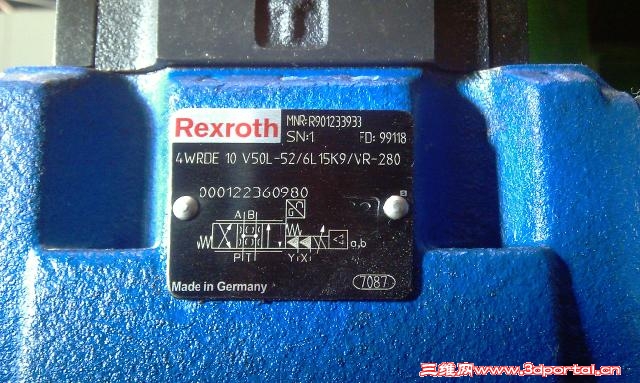 Rexroth
MNR:R901233933
SN:1 FD: 99118
4WRDE 10 V50L-52/6L15K9/VR-280
000122360980
G
A B
a,b
P T Y X
Made in Germany
7087
三维网www.3dportal.cn